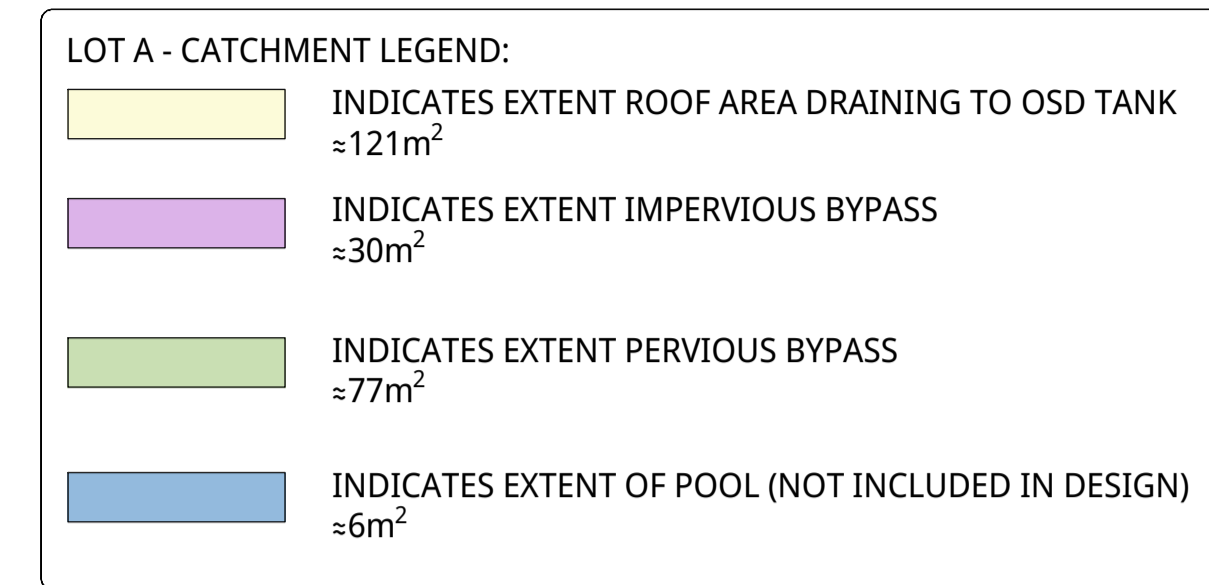 LOT A - CATCHMENT LEGEND:
INDICATES EXTENT ROOF AREA DRAINING TO OSD TANK
≈121m²
INDICATES EXTENT IMPERVIOUS BYPASS
≈30m²
INDICATES EXTENT PERVIOUS BYPASS
≈77m²
INDICATES EXTENT OF POOL (NOT INCLUDED IN DESIGN)
≈6m²